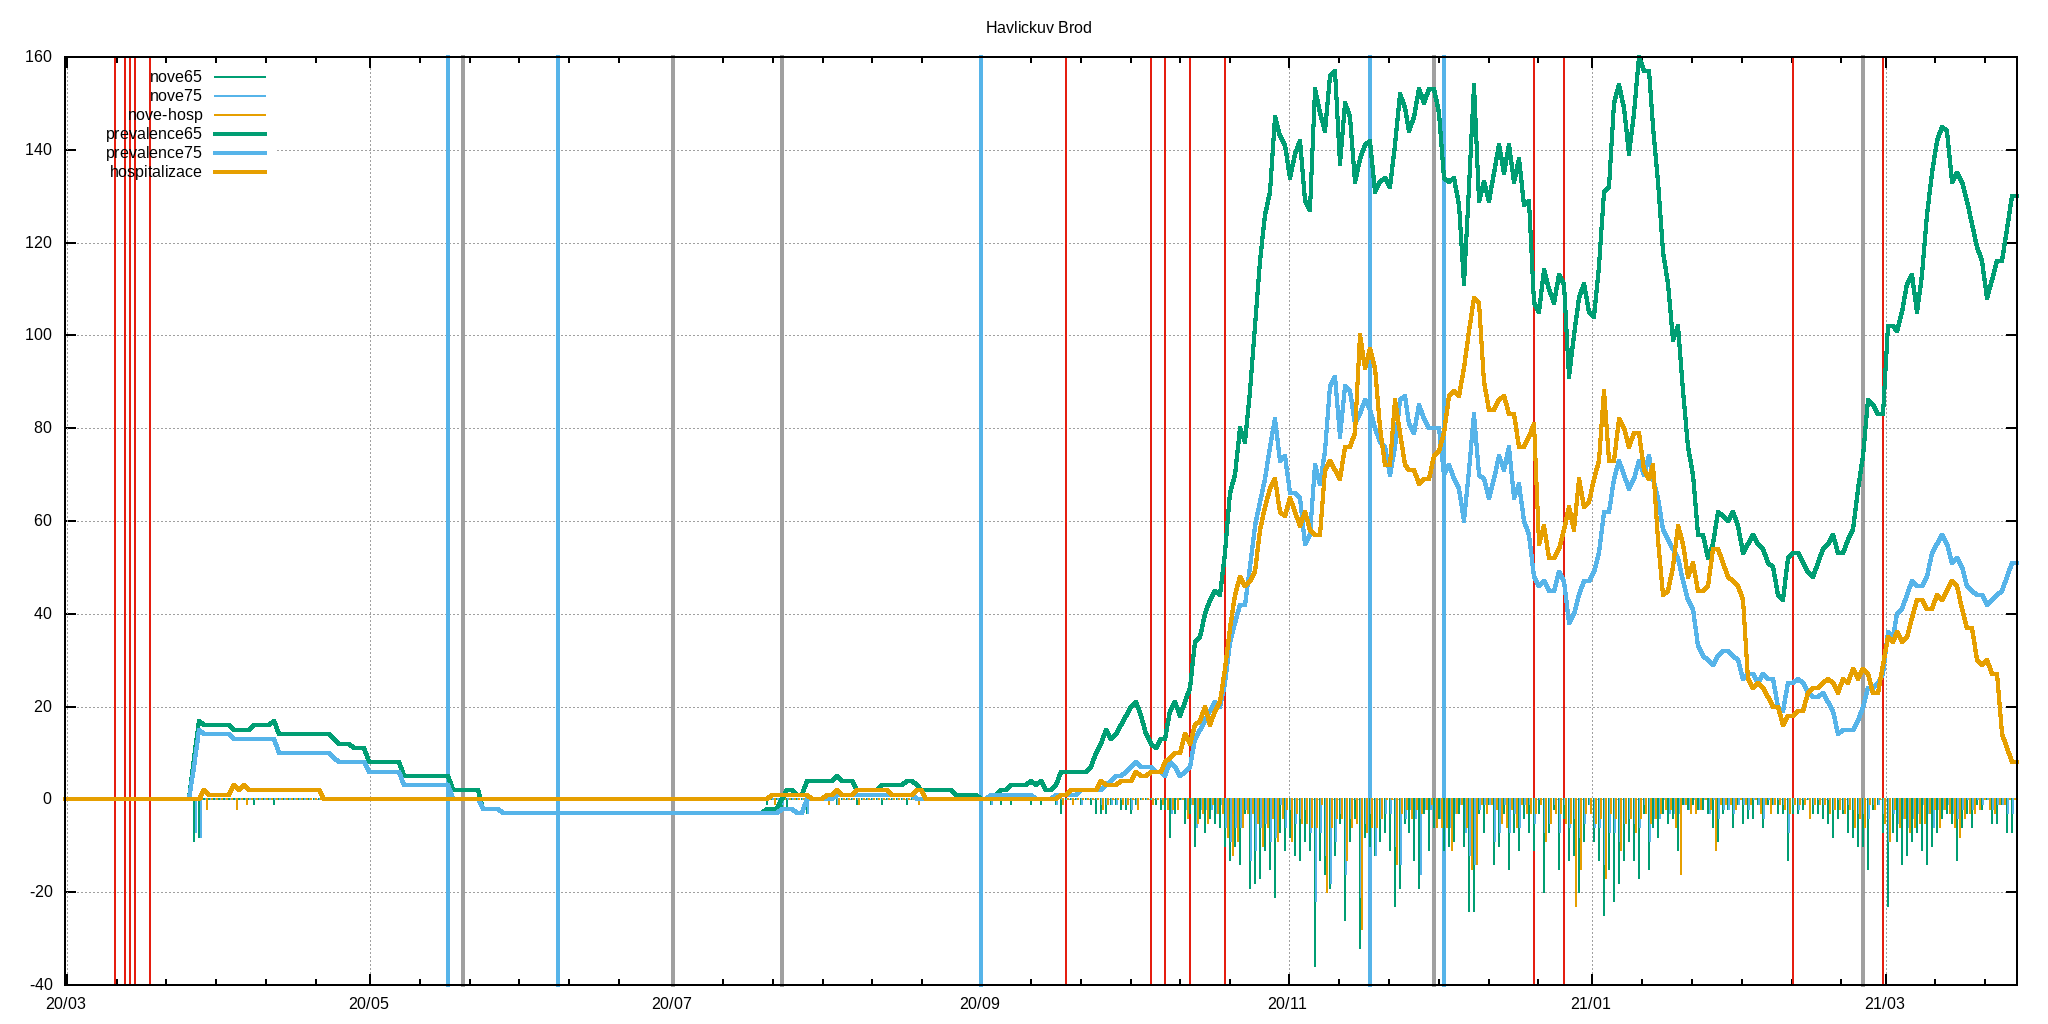 Havlickuv Brod
160
140
120
100
80
60
40
20
0
-20
-40
nove65
nove75
nove-hosp
prevalence65
prevalence75
hospitalizace
20/03 20/05 20/07 20/09 20/11 21/01 21/03